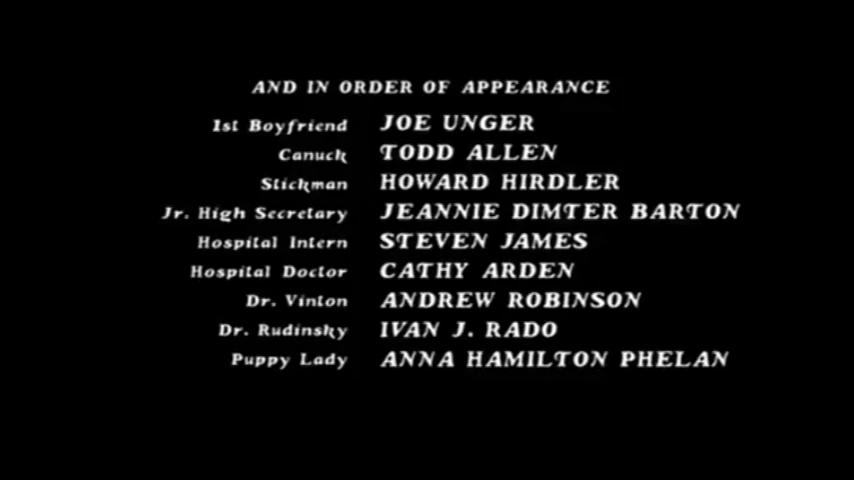 AND IN ORDER OF APPEARANCE
1st Boyfriend JOE UNGER
Canuck TODD ALLEN
Stickman HOWARD HIRDLER
Jr. High Secretary JEANNIE DIMTER BARTON
Hospital Intern STEVEN JAMES
Hospital Doctor CATHY ARDEN
Dr. Vinton ANDREW ROBINSON
Dr. Rudinsky IVAN J. RADO
Puppy Lady ANNA HAMILTON PHELAN